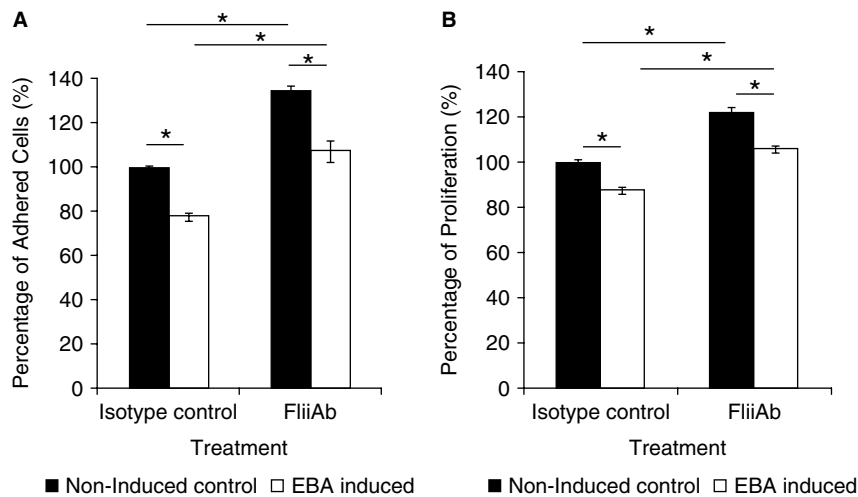 A
*
*
*
*
Percentage of Adhered Cells (%)
140
120
100
80
60
40
20
0
Isotype control
FliiAb
Treatment
■ Non-Induced control □ EBA induced
B
*
*
*
*
Percentage of Proliferation (%)
140
120
100
80
60
40
20
0
Isotype control
FliiAb
Treatment
■ Non-Induced control □ EBA induced